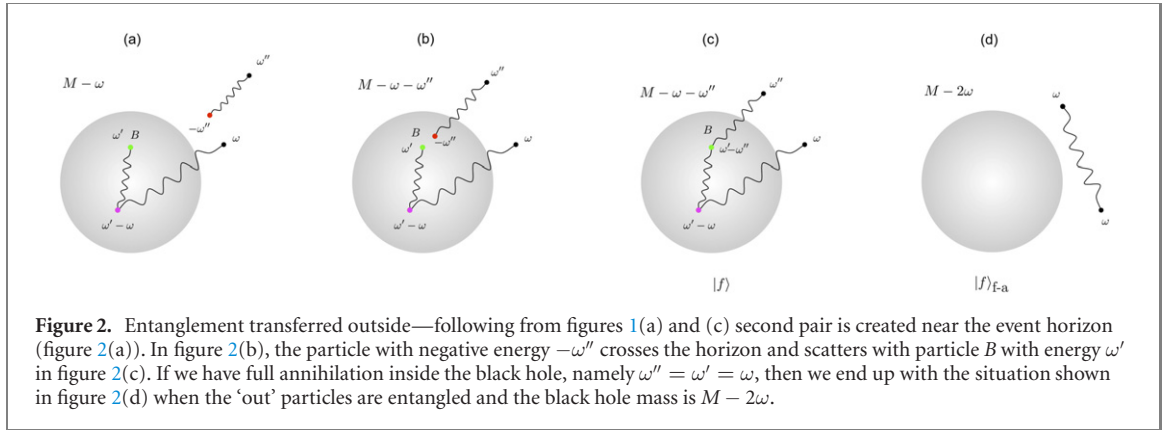 (a) (b) (c) (d)
M − ω
ω″
−ω″
ω′ B
ω
ω′ − ω
M − ω − ω″
ω″
B
−ω″
ω′
ω
ω′ − ω
M − ω − ω″
ω″
B
ω′−ω″
ω
ω′ − ω
|f⟩
M − 2ω
ω
ω
|f⟩f-a
Figure 2. Entanglement transferred outside—following from figures 1(a) and (c) second pair is created near the event horizon
(figure 2(a)). In figure 2(b), the particle with negative energy −ω″ crosses the horizon and scatters with particle B with energy ω′
in figure 2(c). If we have full annihilation inside the black hole, namely ω″ = ω′ = ω, then we end up with the situation shown
in figure 2(d) when the ‘out’ particles are entangled and the black hole mass is M − 2ω.